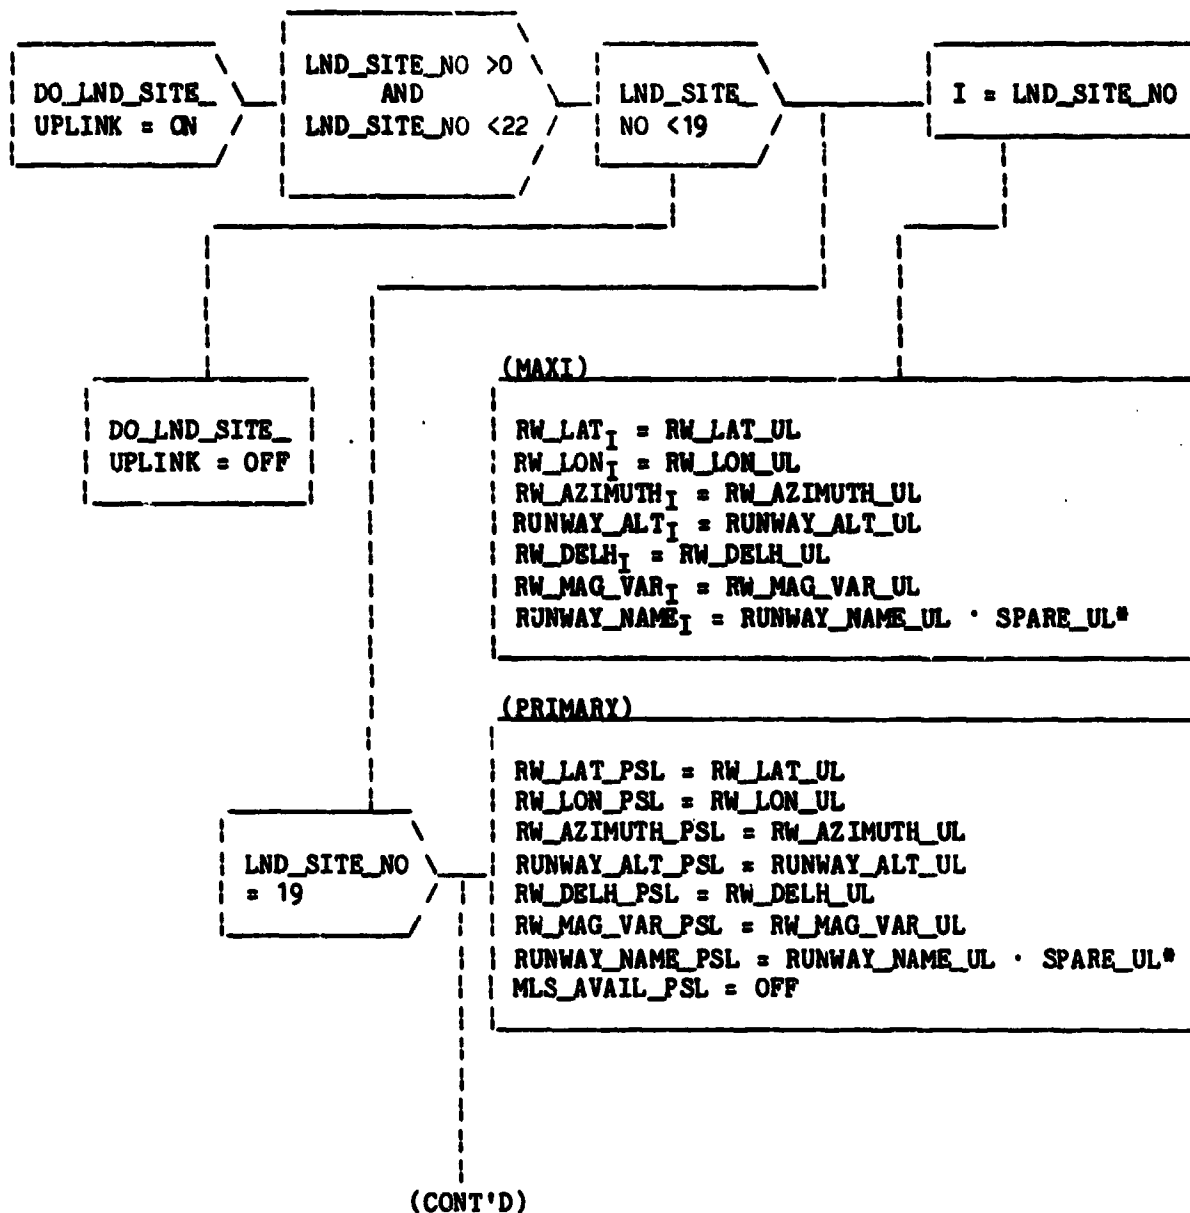 DO_LND_SITE_
UPLINK = ON
LND_SITE_NO >0
AND
LND_SITE_NO <22
LND_SITE_
NO <19
I = LND_SITE_NO
DO_LND_SITE_
UPLINK = OFF
(MAXI)
RW_LAT_I = RW_LAT_UL
RW_LON_I = RW_LON_UL
RW_AZIMUTH_I = RW_AZIMUTH_UL
RUNWAY_ALT_I = RUNWAY_ALT_UL
RW_DELH_I = RW_DELH_UL
RW_MAG_VAR_I = RW_MAG_VAR_UL
RUNWAY_NAME_I = RUNWAY_NAME_UL · SPARE_UL*
(PRIMARY)
RW_LAT_PSL = RW_LAT_UL
RW_LON_PSL = RW_LON_UL
RW_AZIMUTH_PSL = RW_AZIMUTH_UL
RUNWAY_ALT_PSL = RUNWAY_ALT_UL
RW_DELH_PSL = RW_DELH_UL
RW_MAG_VAR_PSL = RW_MAG_VAR_UL
RUNWAY_NAME_PSL = RUNWAY_NAME_UL · SPARE_UL*
MLS_AVAIL_PSL = OFF
LND_SITE_NO
= 19
(CONT'D)